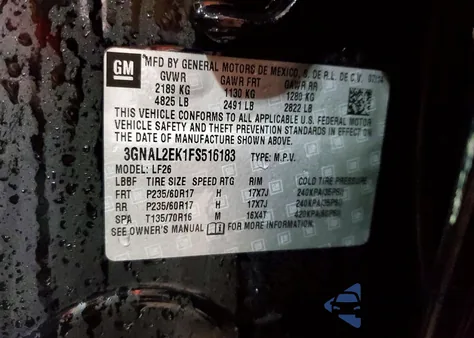 GM
MFD BY GENERAL MOTORS DE MEXICO, S. DE R.L. DE C.V.
GVWR GAWR FRT GAWR RR
2189 KG 1130 KG 1280 KG
4825 LB 2491 LB 2822 LB
THIS VEHICLE CONFORMS TO ALL APPLICABLE U.S. FEDERAL MOTOR
VEHICLE SAFETY AND THEFT PREVENTION STANDARDS IN EFFECT ON
THE DATE OF MANUFACTURE SHOWN ABOVE.
3GNAL2EK1FS516183 TYPE: M.P.V.
MODEL: LF26
LBBF TIRE SIZE SPEED RTG RIM COLD TIRE PRESSURE
FRT P235/60R17 H 17X7J 240KPA(35PSI)
RR P235/60R17 H 17X7J 240KPA(35PSI)
SPA T135/70R16 M 16X4T 420KPA(60PSI)
SEE OWNER'S MANUAL FOR MORE INFORMATION.